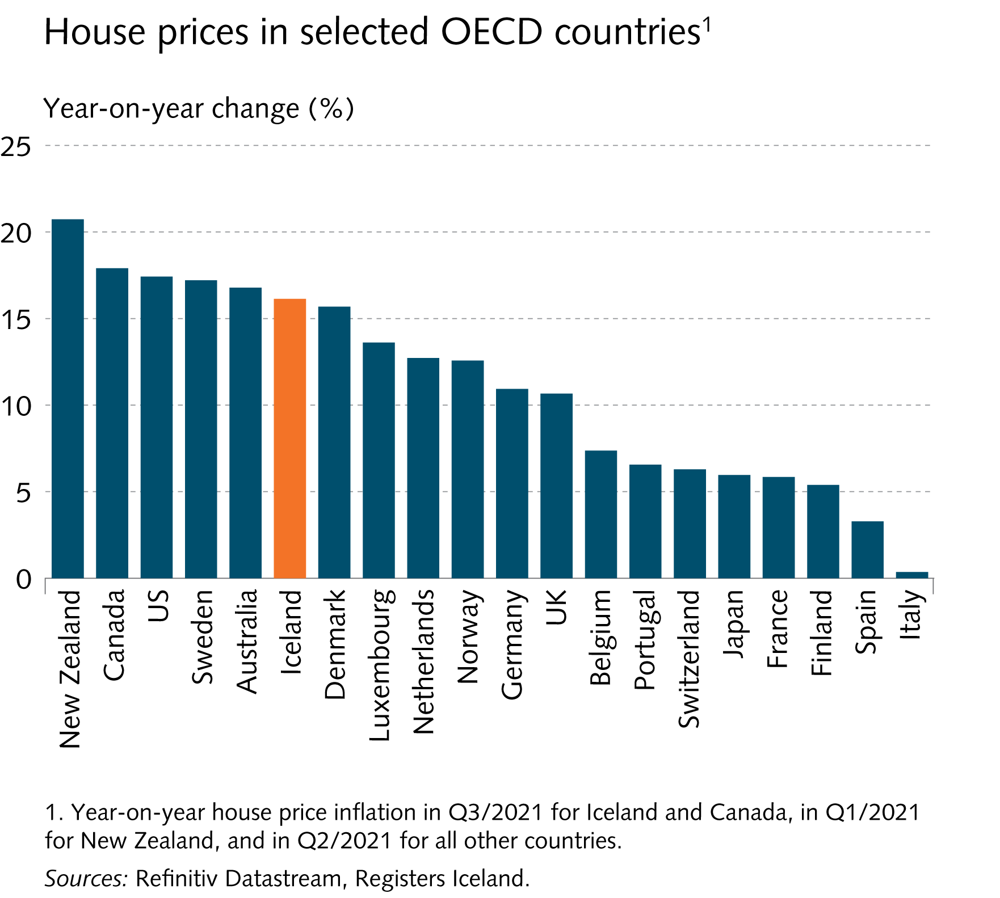 House prices in selected OECD countries¹
Year-on-year change (%)
25
20
15
10
5
0
New Zealand
Canada
US
Sweden
Australia
Iceland
Denmark
Luxembourg
Netherlands
Norway
Germany
UK
Belgium
Portugal
Switzerland
Japan
France
Finland
Spain
Italy
1. Year-on-year house price inflation in Q3/2021 for Iceland and Canada, in Q1/2021
for New Zealand, and in Q2/2021 for all other countries.
Sources: Refinitiv Datastream, Registers Iceland.